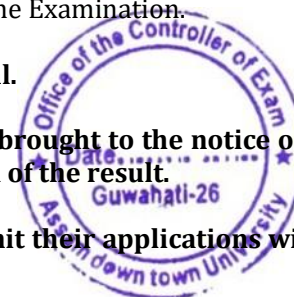 ne Examination.
Office of the Controller of Exam
l.
brought to the notice o
Date
of the result.
Guwahati-26
nit their applications wi
Assam down town University